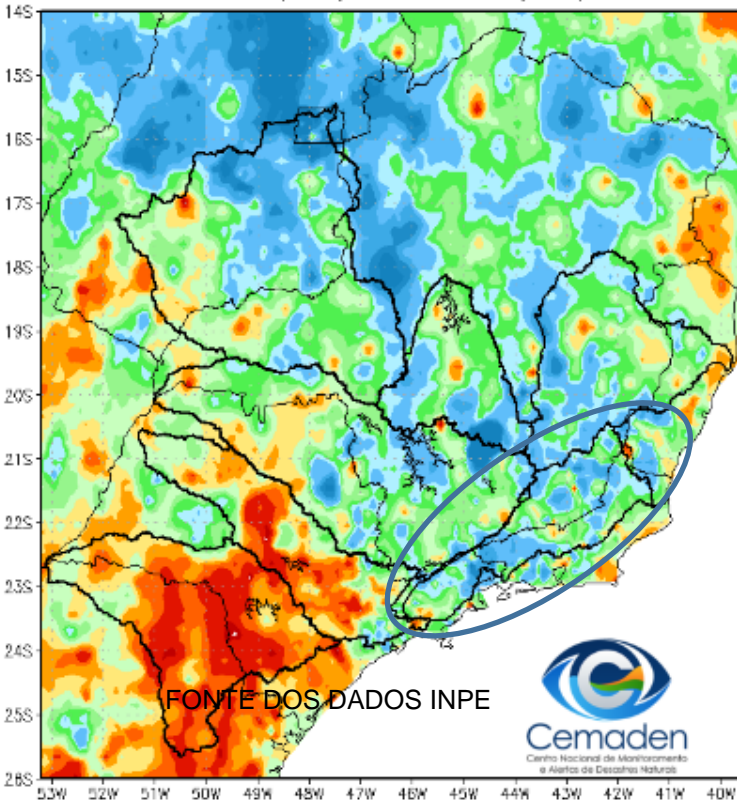 14S
15S
16S
17S
18S
19S
20S
21S
22S
23S
24S
FONTE DOS DADOS INPE
25S
Cemaden
Centro Nacional de Monitoramento
e Alertas de Desastres Naturais
26S
53W 52W 51W 50W 49W 48W 47W 46W 45W 44W 43W 42W 41W 40W